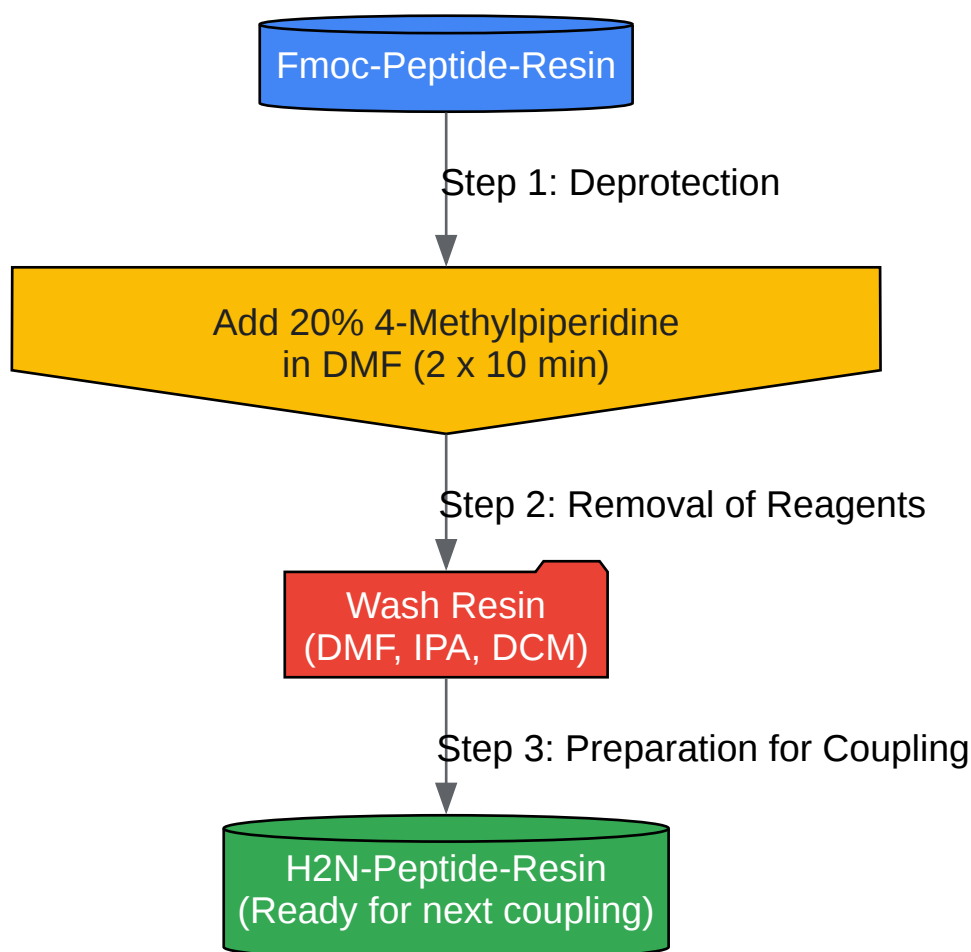 Fmoc-Peptide-Resin
Step 1: Deprotection
Add 20% 4-Methylpiperidine
in DMF (2 x 10 min)
Step 2: Removal of Reagents
Wash Resin
(DMF, IPA, DCM)
Step 3: Preparation for Coupling
H2N-Peptide-Resin
(Ready for next coupling)